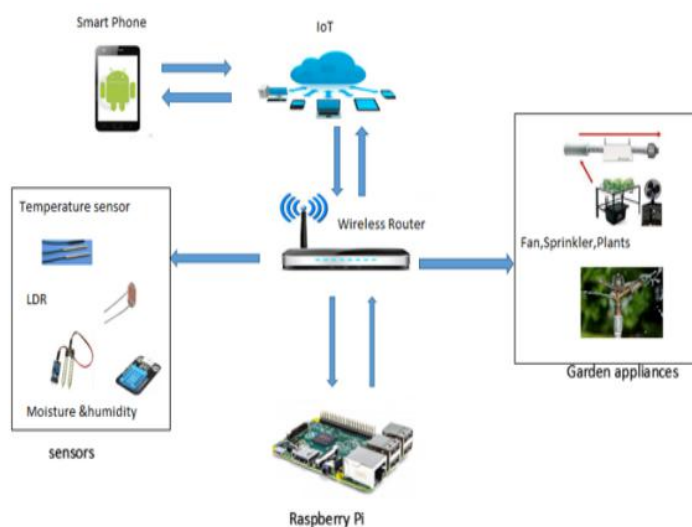 Smart Phone
IoT
Wireless Router
Temperature sensor
LDR
Moisture &humidity
sensors
Fan,Sprinkler,Plants
Garden appliances
Raspberry Pi